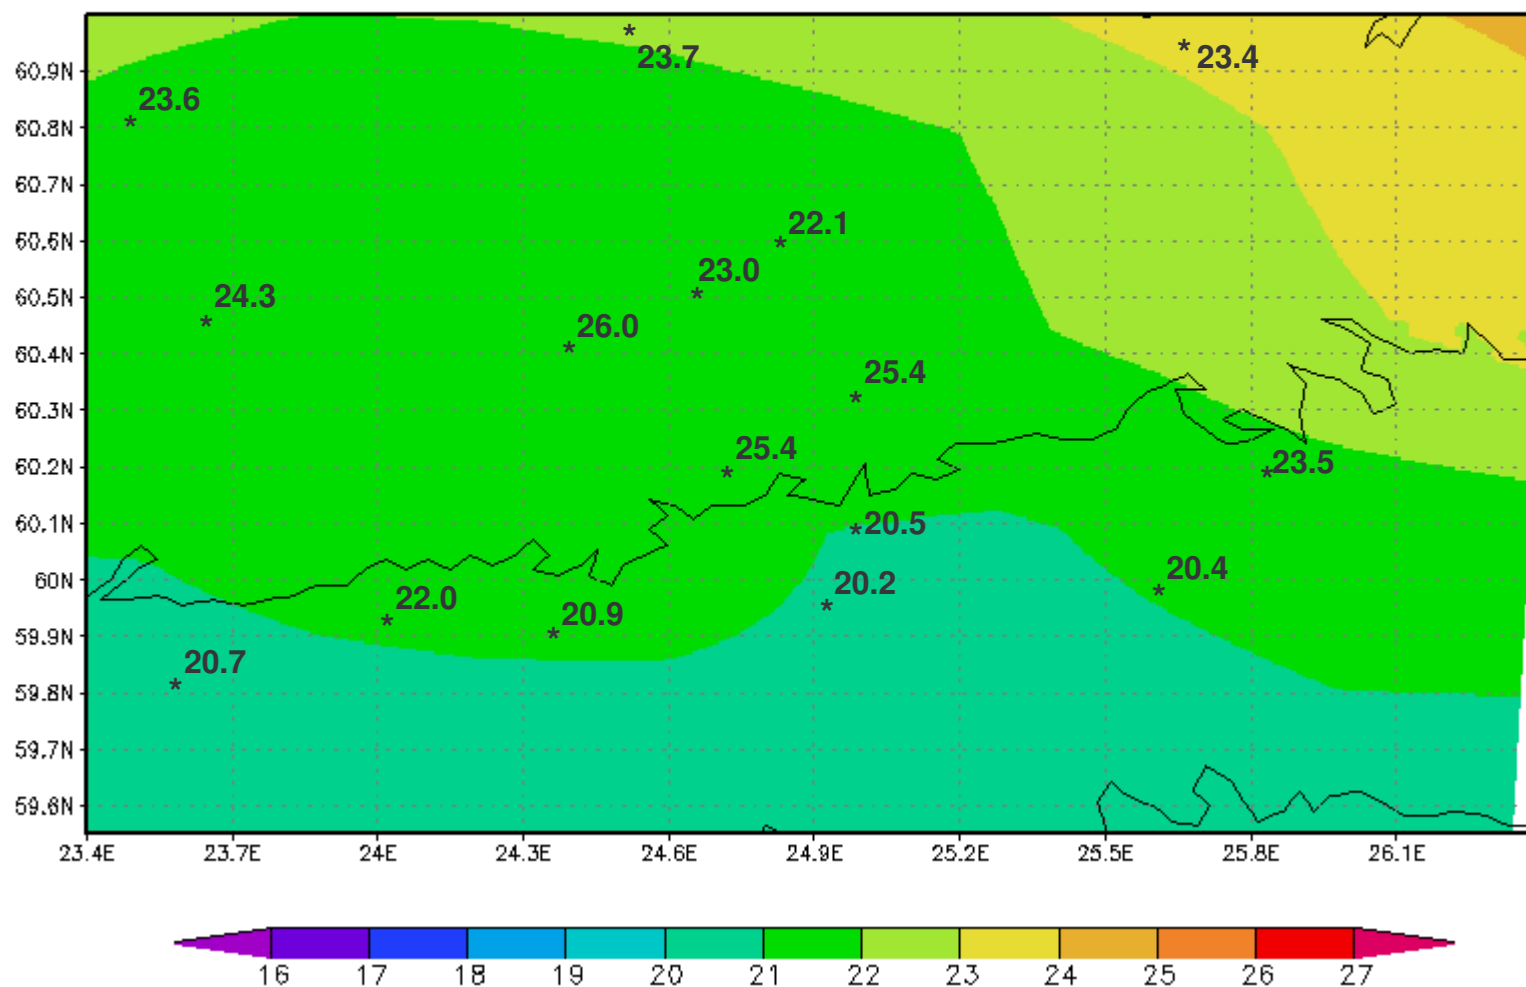 60.9N
60.8N
60.7N
60.6N
60.5N
60.4N
60.3N
60.2N
60.1N
60N
59.9N
59.8N
59.7N
59.6N
* 23.7
* 23.4
* 23.6
* 22.1
* 23.0
* 24.3
* 26.0
* 25.4
* 25.4
* 23.5
* 20.5
* 20.2
* 20.4
* 22.0
* 20.9
* 20.7
23.4E 23.7E 24E 24.3E 24.6E 24.9E 25.2E 25.5E 25.8E 26.1E
16 17 18 19 20 21 22 23 24 25 26 27